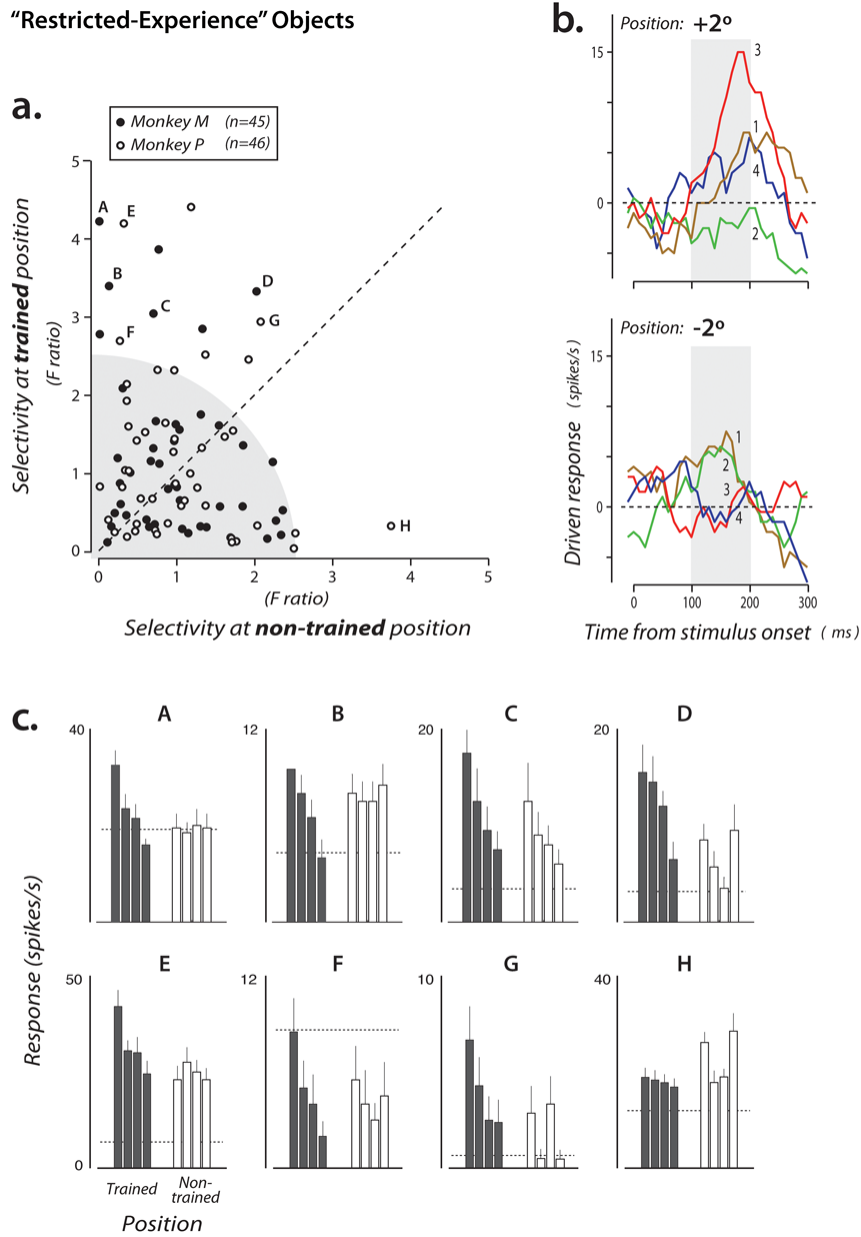 “Restricted-Experience” Objects
a.
Monkey M (n=45)
Monkey P (n=46)
Selectivity at trained position
(F ratio)
5
4
3
2
1
0
A
E
B
C
D
F
G
H
0 1 2 3 4 5
(F ratio)
Selectivity at non-trained position
b.
Position: +2º
15
0
3
1
4
2
Position: -2º
15
0
1
2
3
4
Driven response (spikes/s)
0 100 200 300
Time from stimulus onset (ms)
c.
Response (spikes/s)
A
40
B
12
C
20
D
20
E
50
0
F
12
G
10
H
40
Trained
Non-
trained
Position